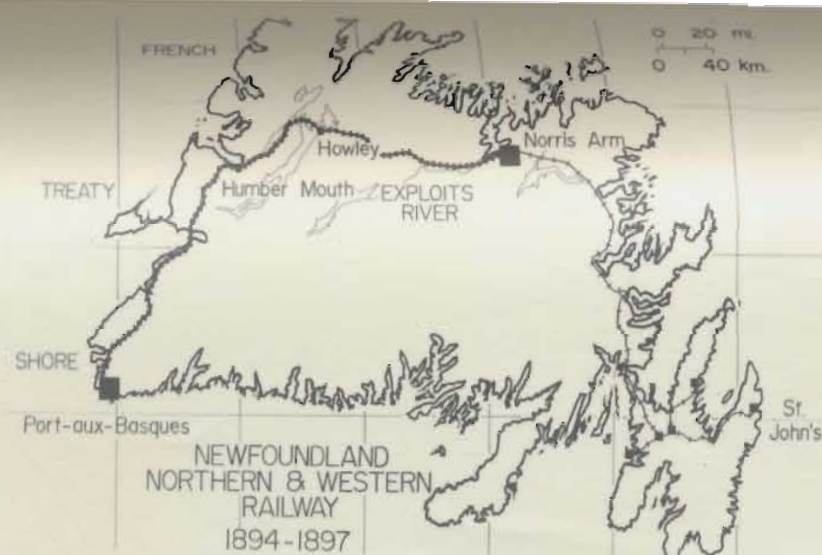 FRENCH
0 20 mi.
0 40 km.
Norris Arm
Howley
TREATY
Humber Mouth
EXPLOITS
RIVER
SHORE
Port-aux-Basques
St.
John's
NEWFOUNDLAND
NORTHERN & WESTERN
RAILWAY
1894-1897